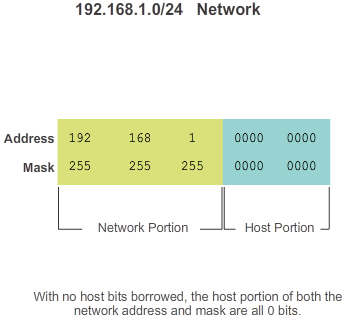 192.168.1.0/24 Network
Address 192 168 1 0000 0000
Mask 255 255 255 0000 0000
Network Portion Host Portion
With no host bits borrowed, the host portion of both the
network address and mask are all 0 bits.